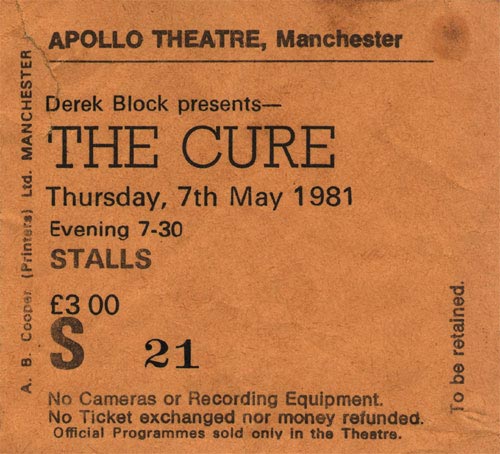 APOLLO THEATRE, Manchester
Derek Block presents—
THE CURE
Thursday, 7th May 1981
Evening 7-30
STALLS
£3 00
S 21
No Cameras or Recording Equipment.
No Ticket exchanged nor money refunded.
Official Programmes sold only in the Theatre.
A. B. Cooper (Printers) Ltd. MANCHESTER
To be retained.